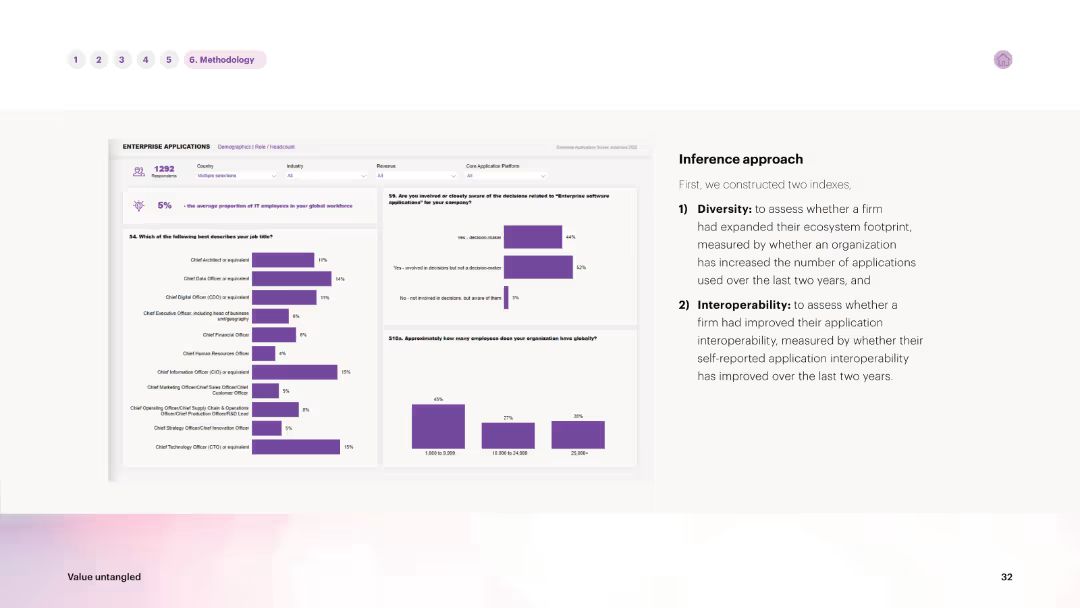 1 2 3 4 5 6. Methodology
ENTERPRISE APPLICATIONS Demographics | Role / Headcount
1292
Respondents
Country
Multiple selections
Industry
All
Revenue
All
Core Application Platform
All
5% - the average proportion of IT employees in your global workforce
S4. Which of the following best describes your job title?
Chief Architect or equivalent 11%
Chief Data Officer or equivalent 14%
Chief Digital Officer (CDO) or equivalent 11%
Chief Executive Officer, including head of business
and/geography 6%
Chief Financial Officer 8%
Chief Human Resources Officer 4%
Chief Information Officer (CIO) or equivalent 15%
Chief Marketing Officer/Chief Sales Officer/Chief
Customer Officer 5%
Chief Operating Officer/Chief Supply Chain & Operations
Officer/Chief Production Officer/R&D Lead 8%
Chief Strategy Officer/Chief Innovation Officer 5%
Chief Technology Officer (CTO) or equivalent 15%
S9. Are you involved or closely aware of the decisions related to "Enterprise software
applications" for your company?
Yes - decision-maker 44%
Yes - involved in decisions but not a decision-maker 52%
No - not involved in decisions, but aware of them 3%
S10a. Approximately how many employees does your organization have globally?
45% 27%
1,000 to 9,999 10,000 to 24,999 25,000+
Inference approach
First, we constructed two indexes,
1) Diversity: to assess whether a firm
had expanded their ecosystem footprint,
measured by whether an organization
has increased the number of applications
used over the last two years, and
2) Interoperability: to assess whether a
firm had improved their application
interoperability, measured by whether their
self-reported application interoperability
has improved over the last two years.
Value untangled
32